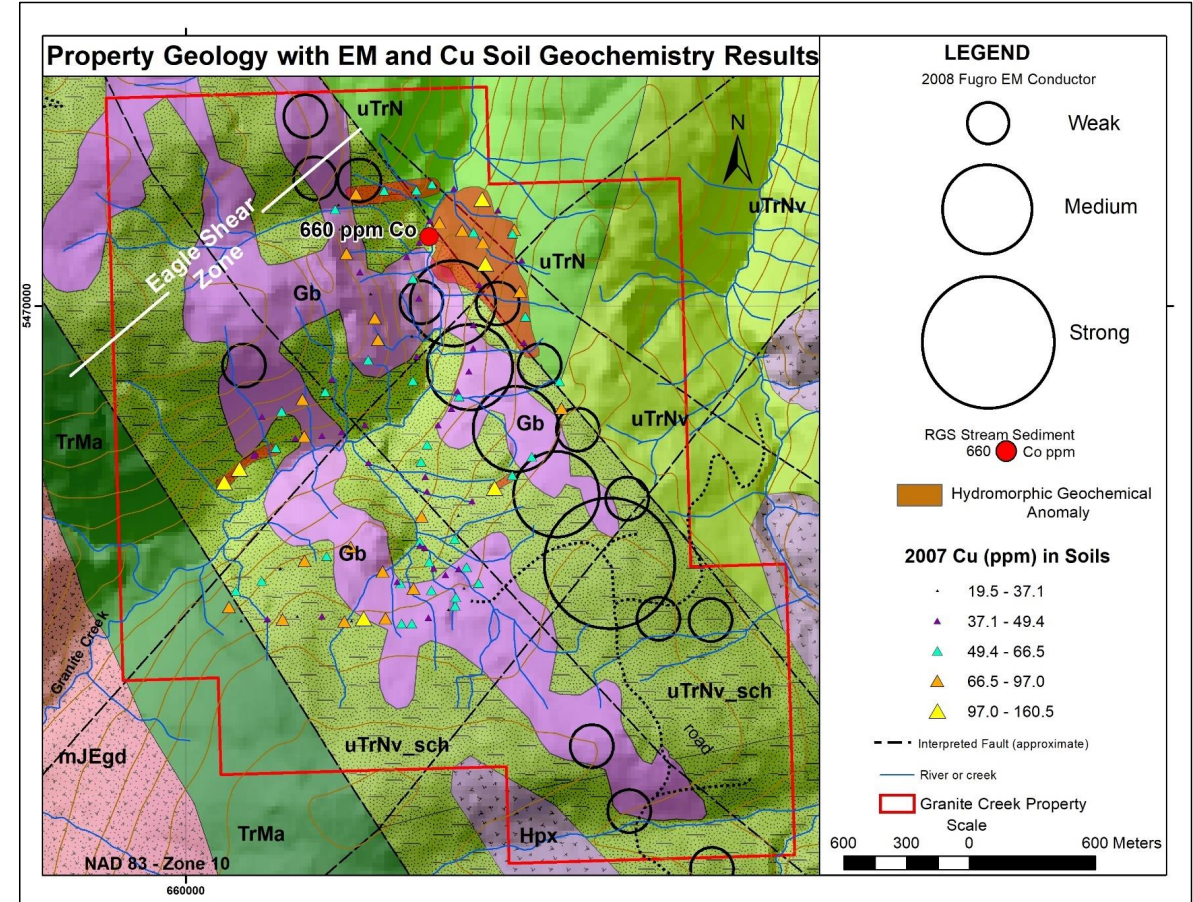 Property Geology with EM and Cu Soil Geochemistry Results
uTrN
N
uTrNv
Eagle Shear
Zone
660 ppm Co
uTrN
Gb
5470000
uTrNv
Gb
TrMa
Gb
Granite Creek
uTrNv_sch
road
uTrNv_sch
mJEgd
TrMa
Hpx
NAD 83 - Zone 10
660000
LEGEND
2008 Fugro EM Conductor
Weak
Medium
Strong
RGS Stream Sediment
660 Co ppm
Hydromorphic Geochemical
Anomaly
2007 Cu (ppm) in Soils
19.5 - 37.1
37.1 - 49.4
49.4 - 66.5
66.5 - 97.0
97.0 - 160.5
Interpreted Fault (approximate)
River or creek
Granite Creek Property
Scale
600 300 0 600 Meters